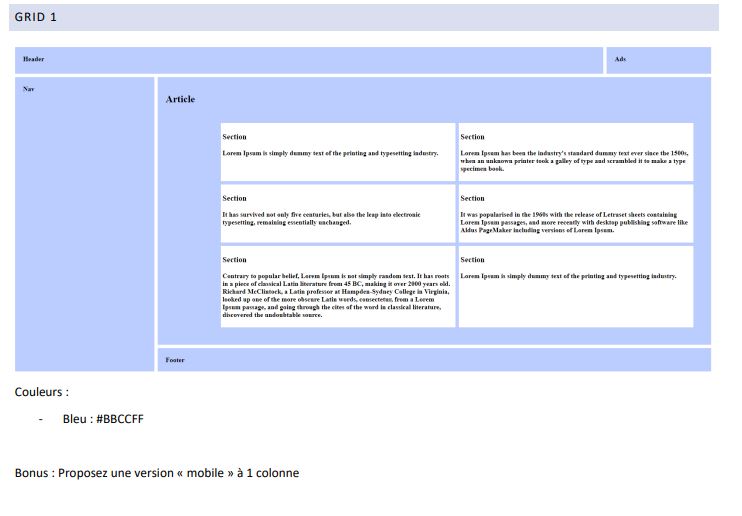 GRID 1
Header
Ads
Nav
Article
Section
Lorem Ipsum is simply dummy text of the printing and typesetting industry.
Section
Lorem Ipsum has been the industry's standard dummy text ever since the 1500s,
when an unknown printer took a galley of type and scrambled it to make a type
specimen book.
Section
It has survived not only five centuries, but also the leap into electronic
typesetting, remaining essentially unchanged.
Section
It was popularised in the 1960s with the release of Letraset sheets containing
Lorem Ipsum passages, and more recently with desktop publishing software like
Aldus PageMaker including versions of Lorem Ipsum.
Section
Contrary to popular belief, Lorem Ipsum is not simply random text. It has roots
in a piece of classical Latin literature from 45 BC, making it over 2000 years old.
Richard McClintock, a Latin professor at Hampden-Sydney College in Virginia,
looked up one of the more obscure Latin words, consectetur, from a Lorem
Ipsum passage, and going through the cites of the word in classical literature,
discovered the undoubtable source.
Section
Lorem Ipsum is simply dummy text of the printing and typesetting industry.
Footer
Couleurs :
- Bleu : #BBCCFF
Bonus : Proposez une version « mobile » à 1 colonne